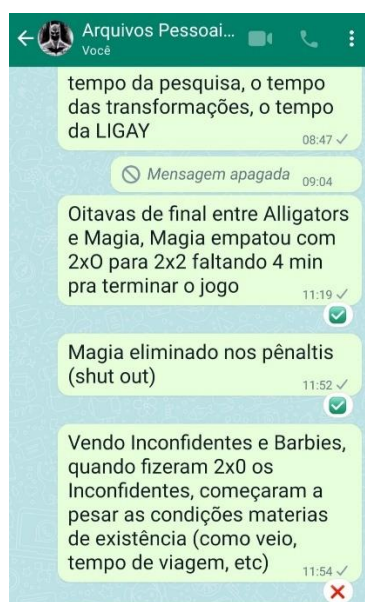 Arquivos Pessoai...
Você
tempo da pesquisa, o tempo
das transformações, o tempo
da LIGAY
08:47
Mensagem apagada 09:04
Oitavas de final entre Alligators
e Magia, Magia empatou com
2xO para 2x2 faltando 4 min
pra terminar o jogo
11:19
Magia eliminado nos pênaltis
(shut out)
11:52
Vendo Inconfidentes e Barbies,
quando fizeram 2x0 os
Inconfidentes, começaram a
pesar as condições materias
de existência (como veio,
tempo de viagem, etc)
11:54